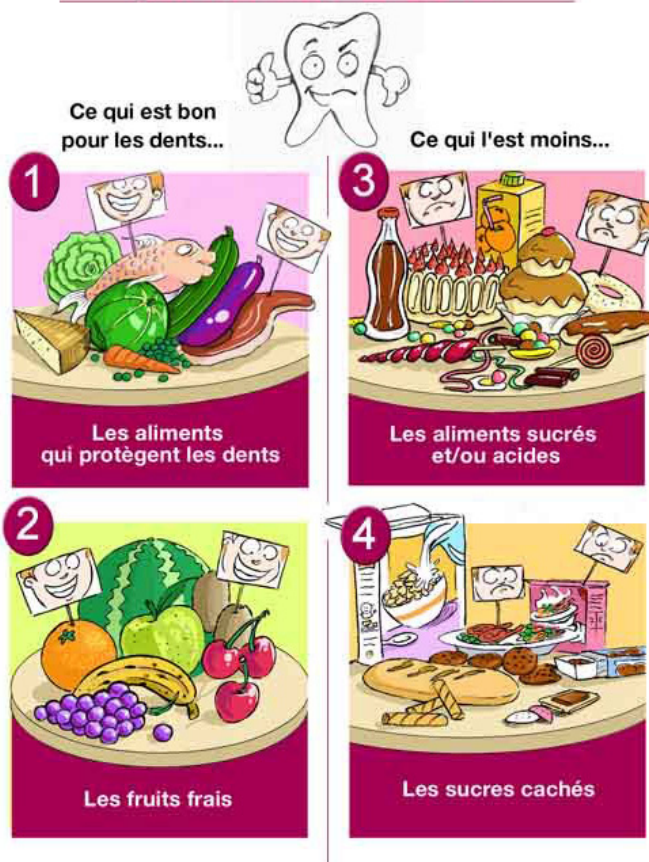 Ce qui est bon
pour les dents...
1
Les aliments
qui protègent les dents
2
Les fruits frais
Ce qui l'est moins...
3
Les aliments sucrés
et/ou acides
4
Les sucres cachés